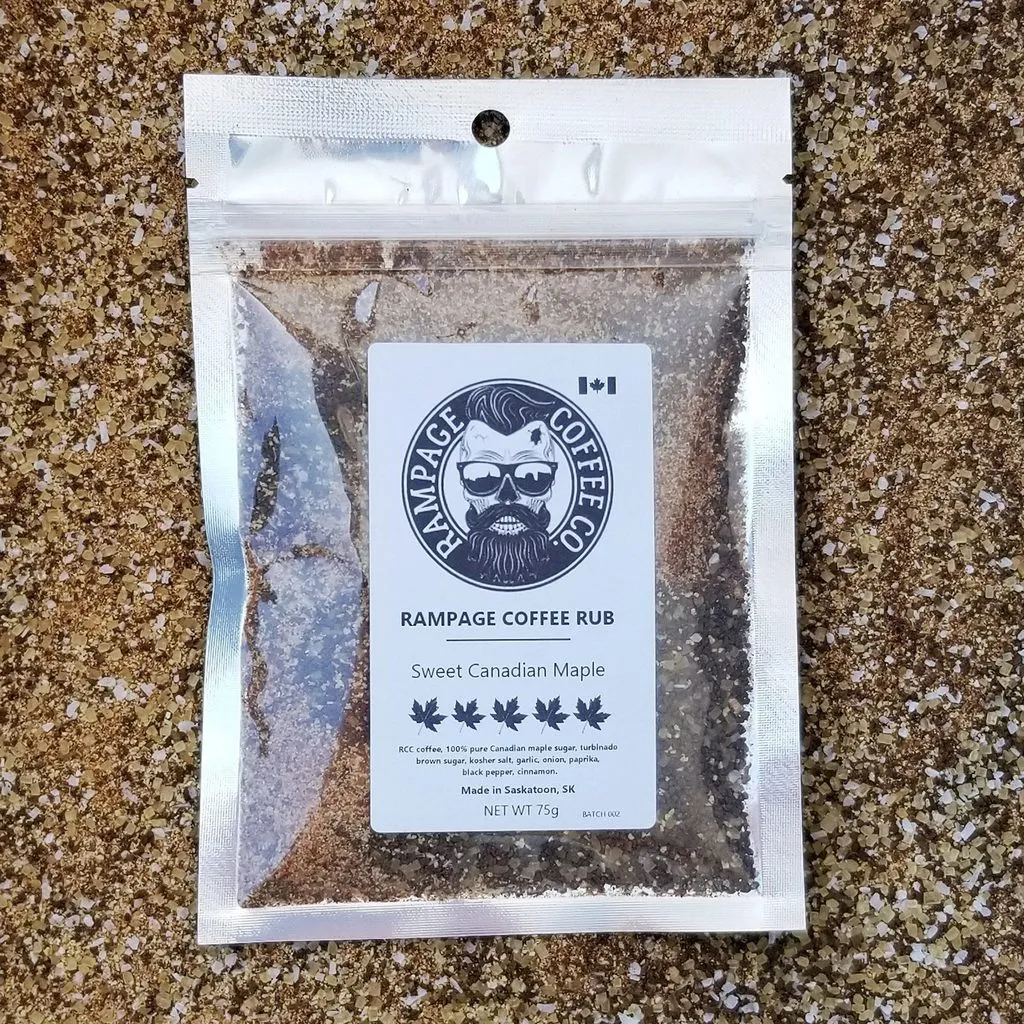 RAMPAGE COFFEE CO.
RAMPAGE COFFEE RUB
Sweet Canadian Maple
RCC coffee, 100% pure Canadian maple sugar, turbinado
brown sugar, kosher salt, garlic, onion, paprika,
black pepper, cinnamon.
Made in Saskatoon, SK
NET WT 75g
BATCH 002